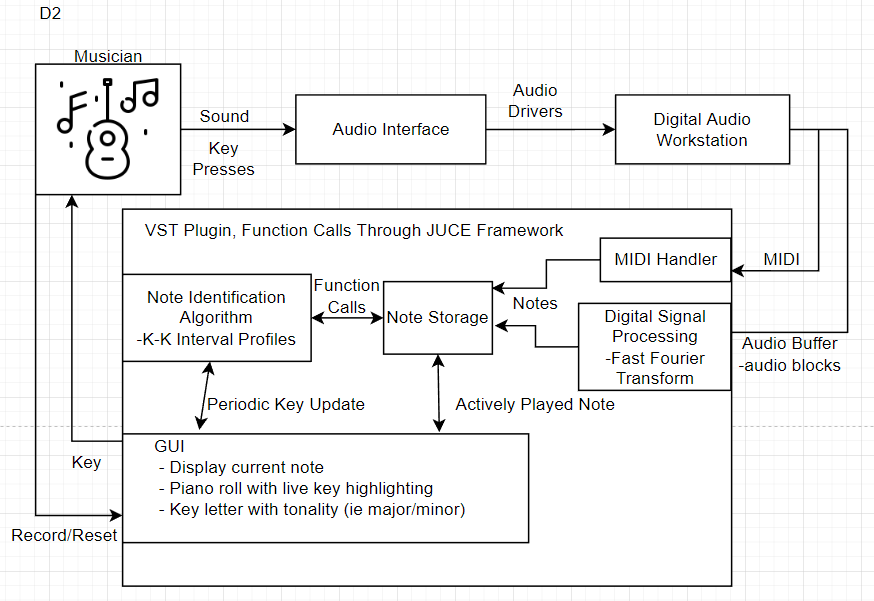 D2
Musician
Sound
Key
Presses
Audio Interface
Audio
Drivers
Digital Audio
Workstation
VST Plugin, Function Calls Through JUCE Framework
MIDI Handler
MIDI
Note Identification
Algorithm
-K-K Interval Profiles
Function
Calls
Note Storage
Notes
Digital Signal
Processing
-Fast Fourier
Transform
Audio Buffer
-audio blocks
Periodic Key Update
Actively Played Note
GUI
- Display current note
- Piano roll with live key highlighting
- Key letter with tonality (ie major/minor)
Key
Record/Reset